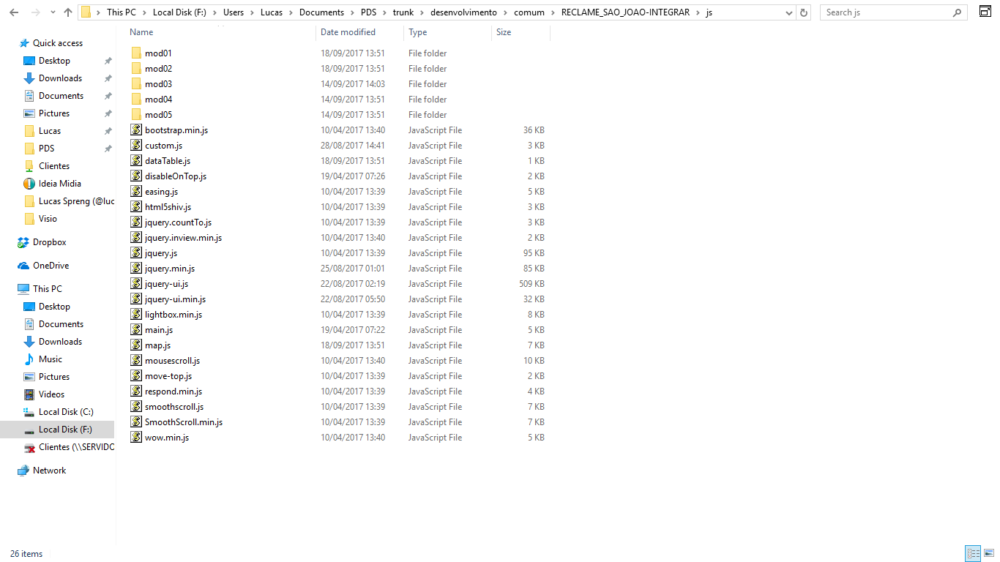 This PC > Local Disk (F:) > Users > Lucas > Documents > PDS > trunk > desenvolvimento > comum > RECLAME_SAO_JOAO-INTEGRAR > js
Search js
Name Date modified Type Size
Quick access
Desktop
Downloads
Documents
Pictures
Lucas
PDS
Clientes
Ideia Midia
Lucas Spreng (@luc
Visio
Dropbox
OneDrive
This PC
Desktop
Documents
Downloads
Music
Pictures
Videos
Local Disk (C:)
Local Disk (F:)
Clientes (\\SERVIDO
Network
mod01 18/09/2017 13:51 File folder
mod02 18/09/2017 13:51 File folder
mod03 14/09/2017 14:03 File folder
mod04 14/09/2017 13:51 File folder
mod05 14/09/2017 13:51 File folder
bootstrap.min.js 10/04/2017 13:40 JavaScript File 36 KB
custom.js 28/08/2017 14:41 JavaScript File 3 KB
dataTable.js 18/09/2017 13:51 JavaScript File 1 KB
disableOnTop.js 19/04/2017 07:26 JavaScript File 2 KB
easing.js 10/04/2017 13:39 JavaScript File 5 KB
html5shiv.js 10/04/2017 13:39 JavaScript File 3 KB
jquery.countTo.js 10/04/2017 13:39 JavaScript File 3 KB
jquery.inview.min.js 10/04/2017 13:40 JavaScript File 2 KB
jquery.js 10/04/2017 13:39 JavaScript File 95 KB
jquery.min.js 25/08/2017 01:01 JavaScript File 85 KB
jquery-ui.js 22/08/2017 02:19 JavaScript File 509 KB
jquery-ui.min.js 22/08/2017 05:50 JavaScript File 32 KB
lightbox.min.js 10/04/2017 13:39 JavaScript File 8 KB
main.js 19/04/2017 07:22 JavaScript File 5 KB
map.js 18/09/2017 13:51 JavaScript File 7 KB
mousescroll.js 10/04/2017 13:40 JavaScript File 10 KB
move-top.js 10/04/2017 13:39 JavaScript File 2 KB
respond.min.js 10/04/2017 13:39 JavaScript File 4 KB
smoothscroll.js 10/04/2017 13:39 JavaScript File 7 KB
SmoothScroll.min.js 10/04/2017 13:39 JavaScript File 7 KB
wow.min.js 10/04/2017 13:40 JavaScript File 5 KB
26 items